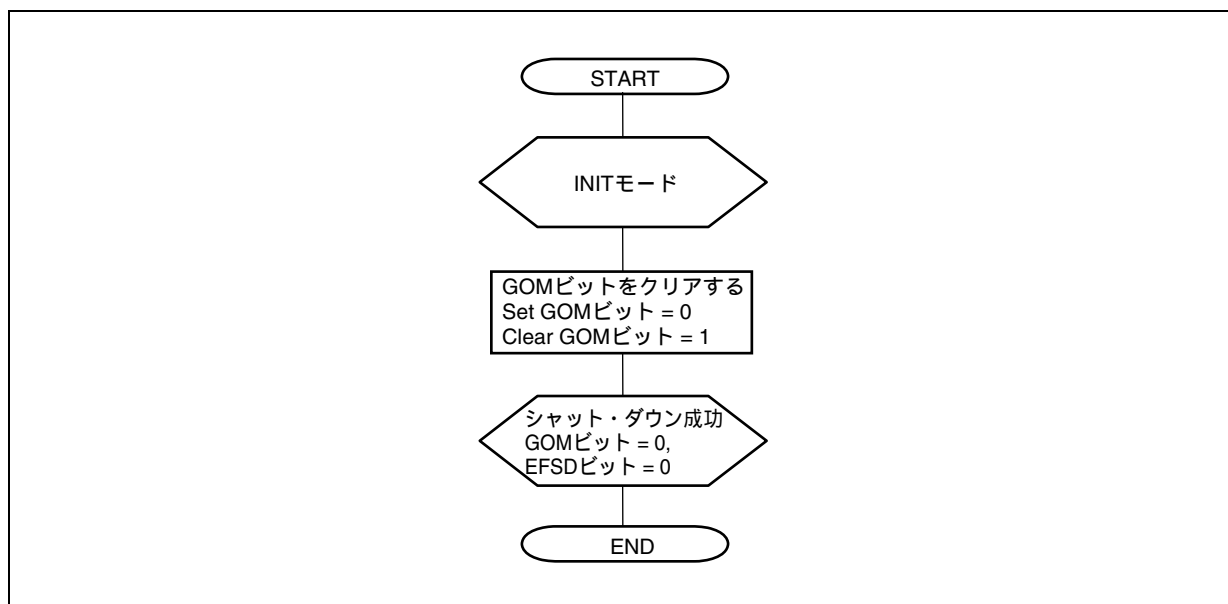 START
INITモード
GOMビットをクリアする
Set GOMビット = 0
Clear GOMビット = 1
シャット・ダウン成功
GOMビット = 0,
EFSDビット = 0
END